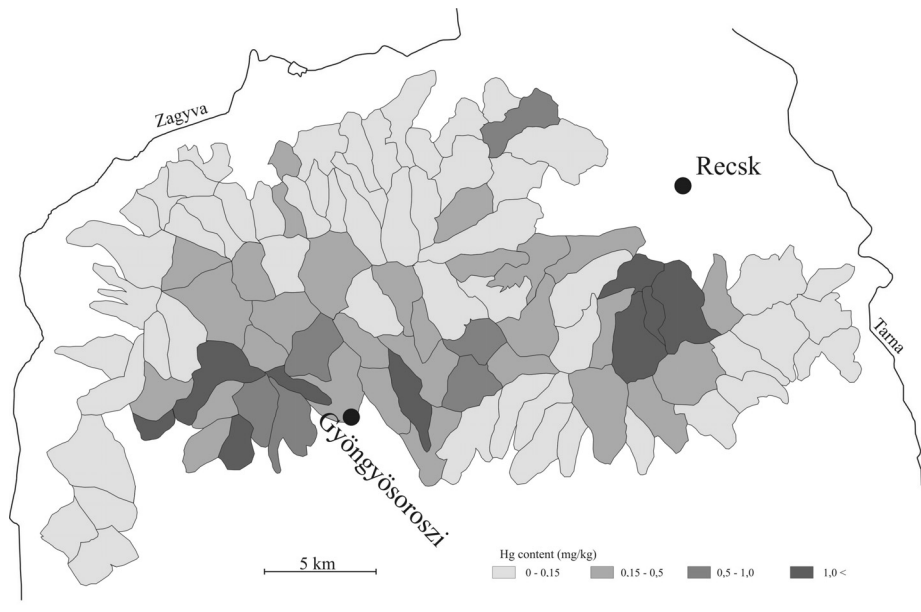 Zagyva
Recsk
Tarna
Gyöngyösoroszi
5 km
Hg content (mg/kg)
0 - 0,15
0,15 - 0,5
0,5 - 1,0
1,0 <